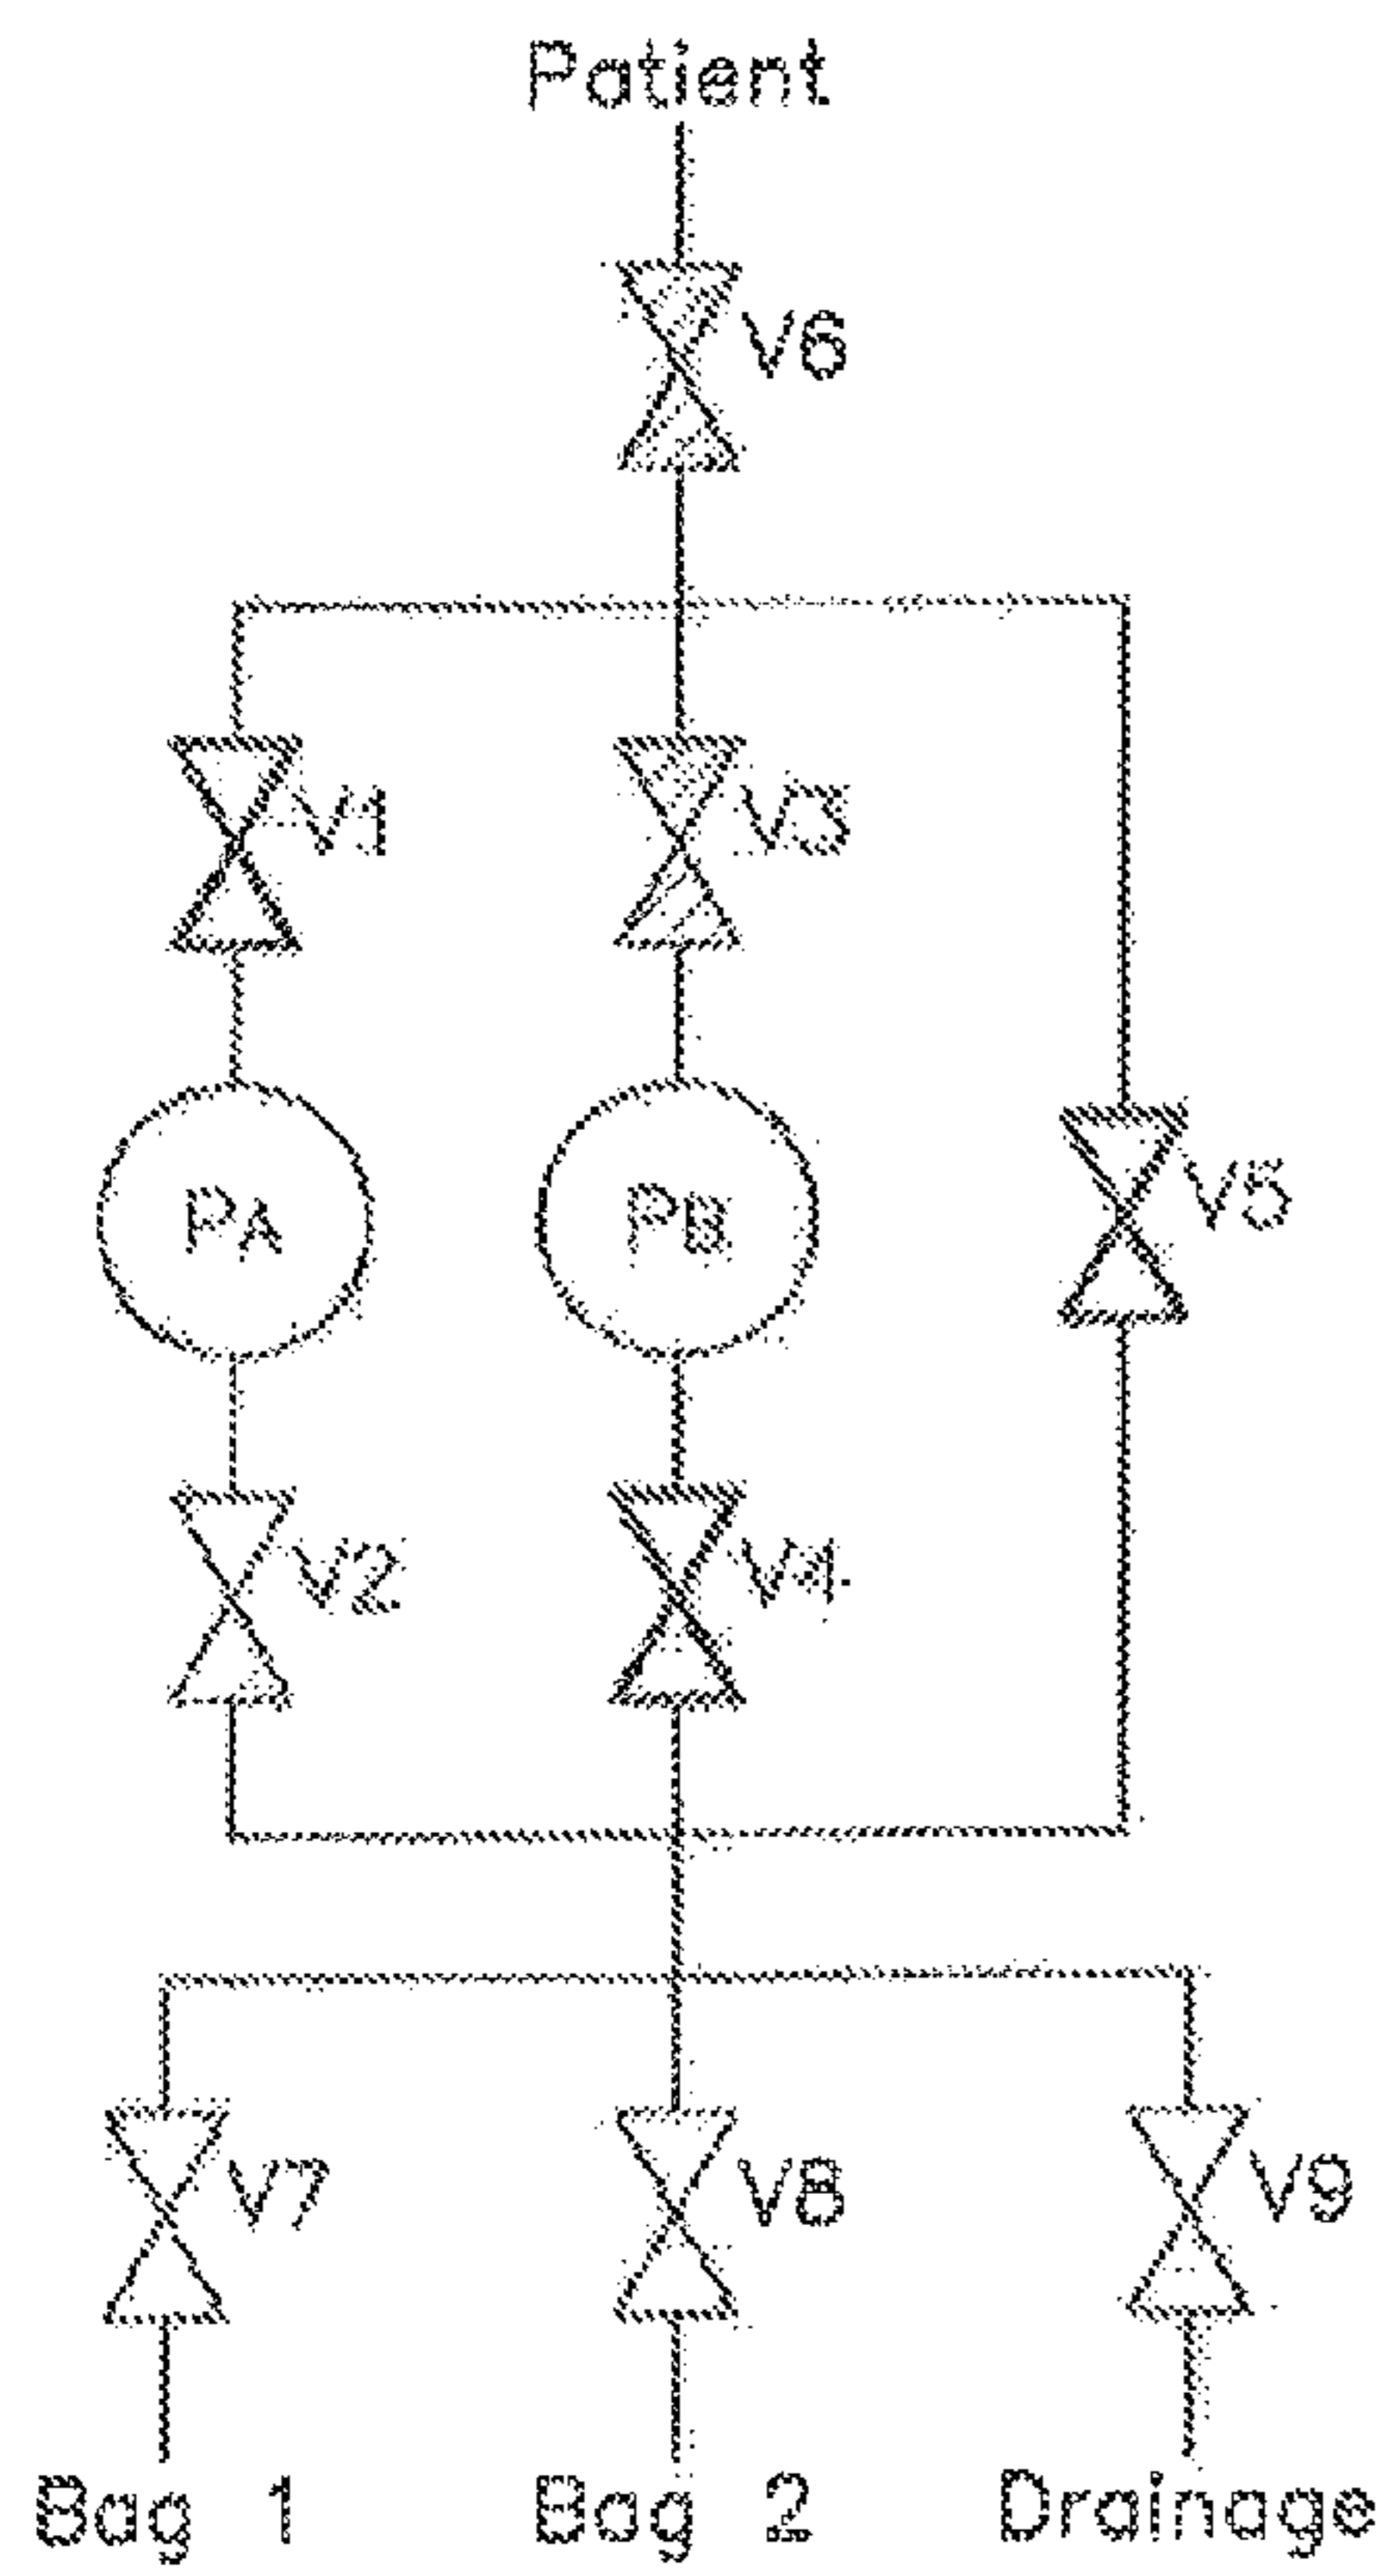 Patient
V6
V1 V3
PA PB V5
V2 V4
V7 V8 V9
Bag 1 Bag 2 Drainage